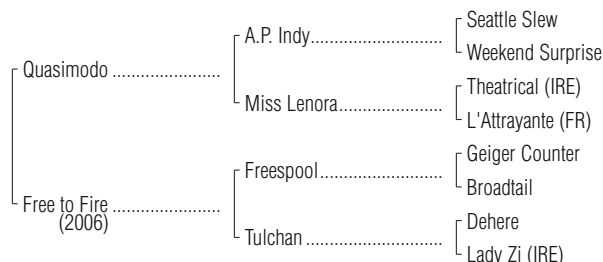 Seattle Slew
A.P. Indy
Weekend Surprise
Quasimodo
Theatrical (IRE)
Miss Lenora
L'Attrayante (FR)
Geiger Counter
Freespool
Broadtail
Free to Fire
(2006)
Dehere
Tulchan
Lady Zi (IRE)